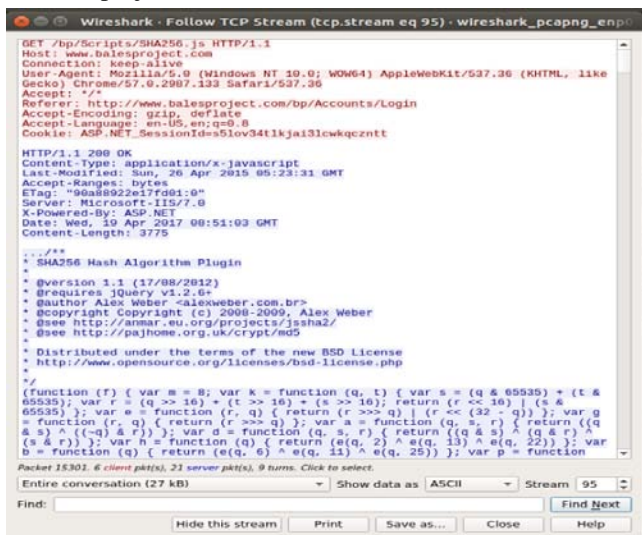 Wireshark · Follow TCP Stream (tcp.stream eq 95) · wireshark_pcapng_enp0
GET /bp/Scripts/SHA256.js HTTP/1.1
Host: www.balesproject.com
Connection: keep-alive
User-Agent: Mozilla/5.0 (Windows NT 10.0; WOW64) AppleWebKit/537.36 (KHTML, like
Gecko) Chrome/57.0.2987.133 Safari/537.36
Accept: */*
Referer: http://www.balesproject.com/bp/Accounts/Login
Accept-Encoding: gzip, deflate
Accept-Language: en-US,en;q=0.8
Cookie: ASP.NET_SessionId=s5lov34tlkjai3lcwkqczntt
HTTP/1.1 200 OK
Content-Type: application/x-javascript
Last-Modified: Sun, 26 Apr 2015 05:23:31 GMT
Accept-Ranges: bytes
ETag: "90a88922e17fd01:0"
Server: Microsoft-IIS/7.0
X-Powered-By: ASP.NET
Date: Wed, 19 Apr 2017 00:51:03 GMT
Content-Length: 3775
.../**
* SHA256 Hash Algorithm Plugin
*
* @version 1.1 (17/08/2012)
* @requires jQuery v1.2.6+
* @author Alex Weber <alexweber.com.br>
* @copyright Copyright (c) 2008-2009, Alex Weber
* @see http://anmar.eu.org/projects/jssha2/
* @see http://pajhome.org.uk/crypt/md5
*
* Distributed under the terms of the new BSD License
* http://www.opensource.org/licenses/bsd-license.php
*
*/
(function (f) { var m = 8; var k = function (q, t) { var s = (q & 65535) + (t &
65535); var r = (q >> 16) + (t >> 16) + (s >> 16); return (r << 16) | (s &
65535) }; var e = function (r, q) { return (r >>> q) | (r << (32 - q)) }; var g
= function (r, q) { return (r >>> q) }; var a = function (q, s, r) { return ((q
& s) ^ ((~q) & r)) }; var d = function (q, s, r) { return ((q & s) ^ (q & r) ^
(s & r)) }; var h = function (q) { return (e(q, 2) ^ e(q, 13) ^ e(q, 22)) }; var
b = function (q) { return (e(q, 6) ^ e(q, 11) ^ e(q, 25)) }; var p = function
Packet 15301. 6 client pkt(s), 21 server pkt(s), 9 turns. Click to select.
Entire conversation (27 kB) Show data as ASCII Stream 95
Find: Find Next
Hide this stream Print Save as... Close Help